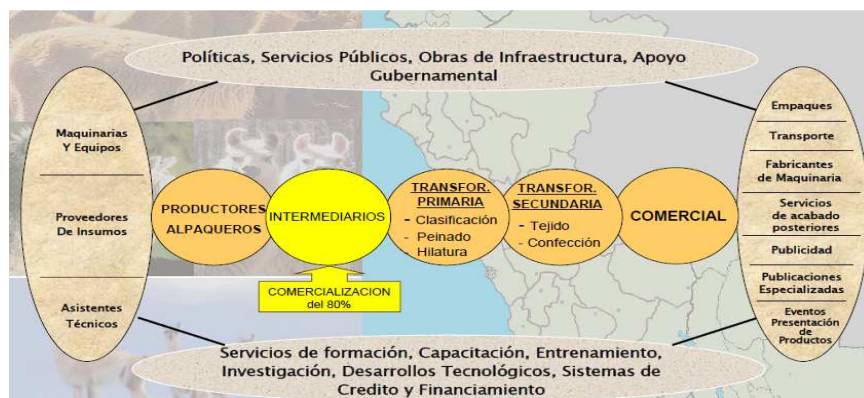 Políticas, Servicios Públicos, Obras de Infraestructura, Apoyo
Gubernamental
Maquinarias
Y Equipos
Proveedores
De Insumos
Asistentes
Técnicos
PRODUCTORES
ALPAQUEROS
INTERMEDIARIOS
COMERCIALIZACION
del 80%
TRANSFOR.
PRIMARIA
- Clasificación
- Peinado
- Hilatura
TRANSFOR.
SECUNDARIA
- Tejido
- Confección
COMERCIAL
Empaques
Transporte
Fabricantes
de Maquinaria
Servicios
de acabado
posteriores
Publicidad
Publicaciones
Especializadas
Eventos
Presentación
de
Productos
Servicios de formación, Capacitación, Entrenamiento,
Investigación, Desarrollos Tecnológicos, Sistemas de
Credito y Financiamiento